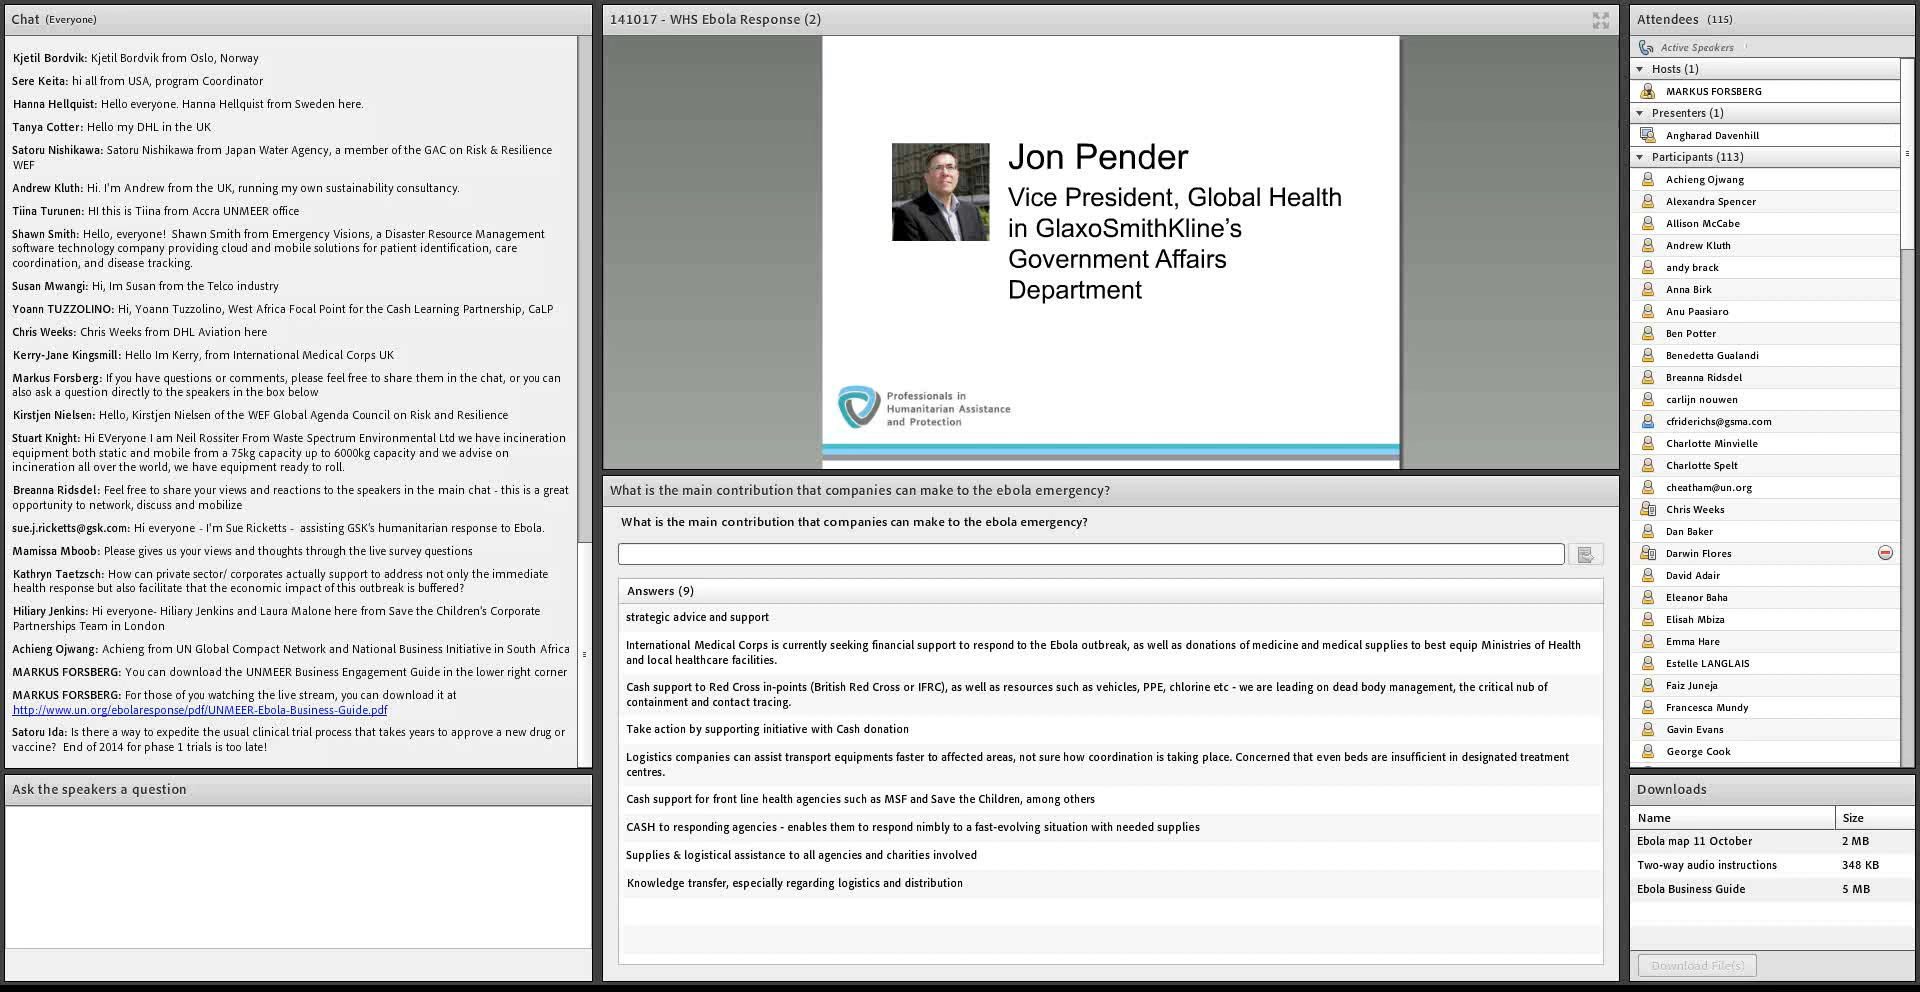 Chat (Everyone)
Kjetil Bordvik: Kjetil Bordvik from Oslo, Norway
Sere Keita: hi all from USA, program Coordinator
Hanna Hellquist: Hello everyone. Hanna Hellquist from Sweden here.
Tanya Cotter: Hello my DHL in the UK
Satoru Nishikawa: Satoru Nishikawa from Japan Water Agency, a member of the GAC on Risk & Resilience
WEF
Andrew Kluth: Hi. I'm Andrew from the UK, running my own sustainability consultancy.
Tiina Turunen: HI this is Tiina from Accra UNMEER office
Shawn Smith: Hello, everyone! Shawn Smith from Emergency Visions, a Disaster Resource Management
software technology company providing cloud and mobile solutions for patient identification, care
coordination, and disease tracking.
Susan Mwangi: Hi, Im Susan from the Telco industry
Yoann TUZZOLINO: Hi, Yoann Tuzzolino, West Africa Focal Point for the Cash Learning Partnership, CaLP
Chris Weeks: Chris Weeks from DHL Aviation here
Kerry-Jane Kingsmill: Hello Im Kerry, from International Medical Corps UK
Markus Forsberg: If you have questions or comments, please feel free to share them in the chat, or you can
also ask a question directly to the speakers in the box below
Kirstjen Nielsen: Hello, Kirstjen Nielsen of the WEF Global Agenda Council on Risk and Resilience
Stuart Knight: Hi EVeryone I am Neil Rossiter From Waste Spectrum Environmental Ltd we have incineration
equipment both static and mobile from a 75kg capacity up to 6000kg capacity and we advise on
incineration all over the world, we have equipment ready to roll.
Breanna Ridsdel: Feel free to share your views and reactions to the speakers in the main chat - this is a great
opportunity to network, discuss and mobilize
sue.j.ricketts@gsk.com: Hi everyone - I'm Sue Ricketts - assisting GSK's humanitarian response to Ebola.
Mamissa Mboob: Please gives us your views and thoughts through the live survey questions
Kathryn Taetzsch: How can private sector/ corporates actually support to address not only the immediate
health response but also facilitate that the economic impact of this outbreak is buffered?
Hiliary Jenkins: Hi everyone- Hiliary Jenkins and Laura Malone here from Save the Children's Corporate
Partnerships Team in London
Achieng Ojwang: Achieng from UN Global Compact Network and National Business Initiative in South Africa
MARKUS FORSBERG: You can download the UNMEER Business Engagement Guide in the lower right corner
MARKUS FORSBERG: For those of you watching the live stream, you can download it at
http://www.un.org/ebolaresponse/pdf/UNMEER-Ebola-Business-Guide.pdf
Satoru Ida: Is there a way to expedite the usual clinical trial process that takes years to approve a new drug or
vaccine? End of 2014 for phase 1 trials is too late!
Ask the speakers a question
141017 - WHS Ebola Response (2)
Jon Pender
Vice President, Global Health
in GlaxoSmithKline's
Government Affairs
Department
Professionals in
Humanitarian Assistance
and Protection
What is the main contribution that companies can make to the ebola emergency?
What is the main contribution that companies can make to the ebola emergency?
Answers (9)
strategic advice and support
International Medical Corps is currently seeking financial support to respond to the Ebola outbreak, as well as donations of medicine and medical supplies to best equip Ministries of Health
and local healthcare facilities.
Cash support to Red Cross in-points (British Red Cross or IFRC), as well as resources such as vehicles, PPE, chlorine etc - we are leading on dead body management, the critical nub of
containment and contact tracing.
Take action by supporting initiative with Cash donation
Logistics companies can assist transport equipments faster to affected areas, not sure how coordination is taking place. Concerned that even beds are insufficient in designated treatment
centres.
Cash support for front line health agencies such as MSF and Save the Children, among others
CASH to responding agencies - enables them to respond nimbly to a fast-evolving situation with needed supplies
Supplies & logistical assistance to all agencies and charities involved
Knowledge transfer, especially regarding logistics and distribution
Attendees (115)
Active Speakers
Hosts (1)
MARKUS FORSBERG
Presenters (1)
Angharad Davenhill
Participants (113)
Achieng Ojwang
Alexandra Spencer
Allison McCabe
Andrew Kluth
andy brack
Anna Birk
Anu Paasiaro
Ben Potter
Benedetta Gualandi
Breanna Ridsdel
carlijn nouwen
cfriderichs@gsma.com
Charlotte Minvielle
Charlotte Spelt
cheatham@un.org
Chris Weeks
Dan Baker
Darwin Flores
David Adair
Eleanor Baha
Elisah Mbiza
Emma Hare
Estelle LANGLAIS
Faiz Juneja
Francesca Mundy
Gavin Evans
George Cook
Downloads
Name Size
Ebola map 11 October 2 MB
Two-way audio instructions 348 KB
Ebola Business Guide 5 MB
Download File(s)